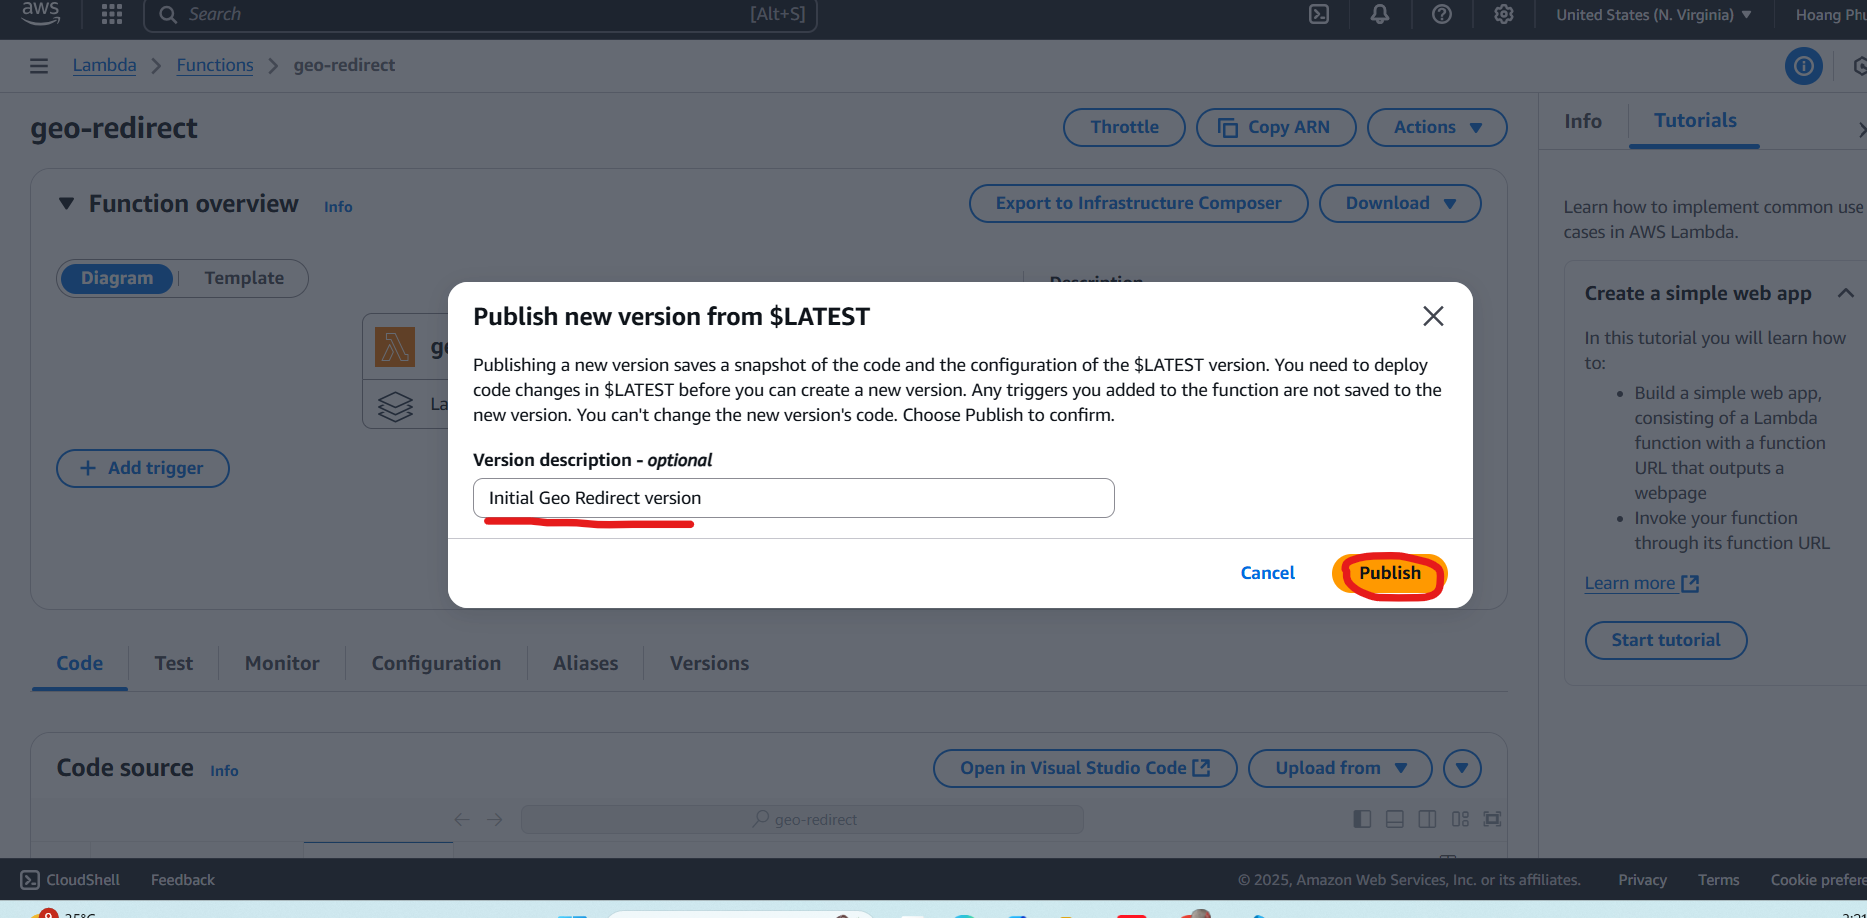 aws
Search
[Alt+S]
United States (N. Virginia)
Hoang
Lambda
Functions
geo-redirect
geo-redirect
Throttle
Copy ARN
Actions
Info
Tutorials
Function overview
Info
Export to Infrastructure Composer
Download
Learn how to implement common use
cases in AWS Lambda.
Diagram
Template
Description
Create a simple web app
In this tutorial you will learn how
to:
Build a simple web app,
consisting of a Lambda
function with a function
URL that outputs a
webpage
Invoke your function
through its function URL
Learn more
Start tutorial
Add trigger
Publish new version from $LATEST
Publishing a new version saves a snapshot of the code and the configuration of the $LATEST version. You need to deploy
code changes in $LATEST before you can create a new version. Any triggers you added to the function are not saved to the
new version. You can't change the new version's code. Choose Publish to confirm.
Version description - optional
Initial Geo Redirect version
Cancel
Publish
Code
Test
Monitor
Configuration
Aliases
Versions
Code source
Info
Open in Visual Studio Code
Upload from
geo-redirect
CloudShell
Feedback
© 2025, Amazon Web Services, Inc. or its affiliates.
Privacy
Terms
Cookie